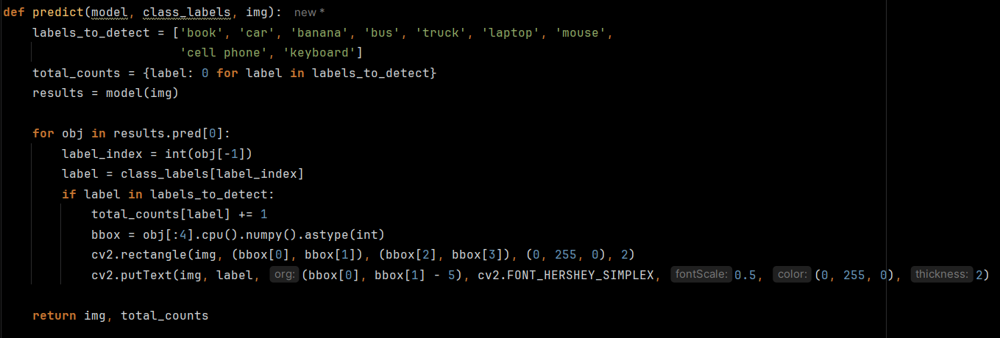 def predict(model, class_labels, img): new *
    labels_to_detect = ['book', 'car', 'banana', 'bus', 'truck', 'laptop', 'mouse',
                        'cell phone', 'keyboard']
    total_counts = {label: 0 for label in labels_to_detect}
    results = model(img)

    for obj in results.pred[0]:
        label_index = int(obj[-1])
        label = class_labels[label_index]
        if label in labels_to_detect:
            total_counts[label] += 1
            bbox = obj[:4].cpu().numpy().astype(int)
            cv2.rectangle(img, (bbox[0], bbox[1]), (bbox[2], bbox[3]), (0, 255, 0), 2)
            cv2.putText(img, label, org: (bbox[0], bbox[1] - 5), cv2.FONT_HERSHEY_SIMPLEX, fontScale: 0.5, color: (0, 255, 0), thickness: 2)

    return img, total_counts